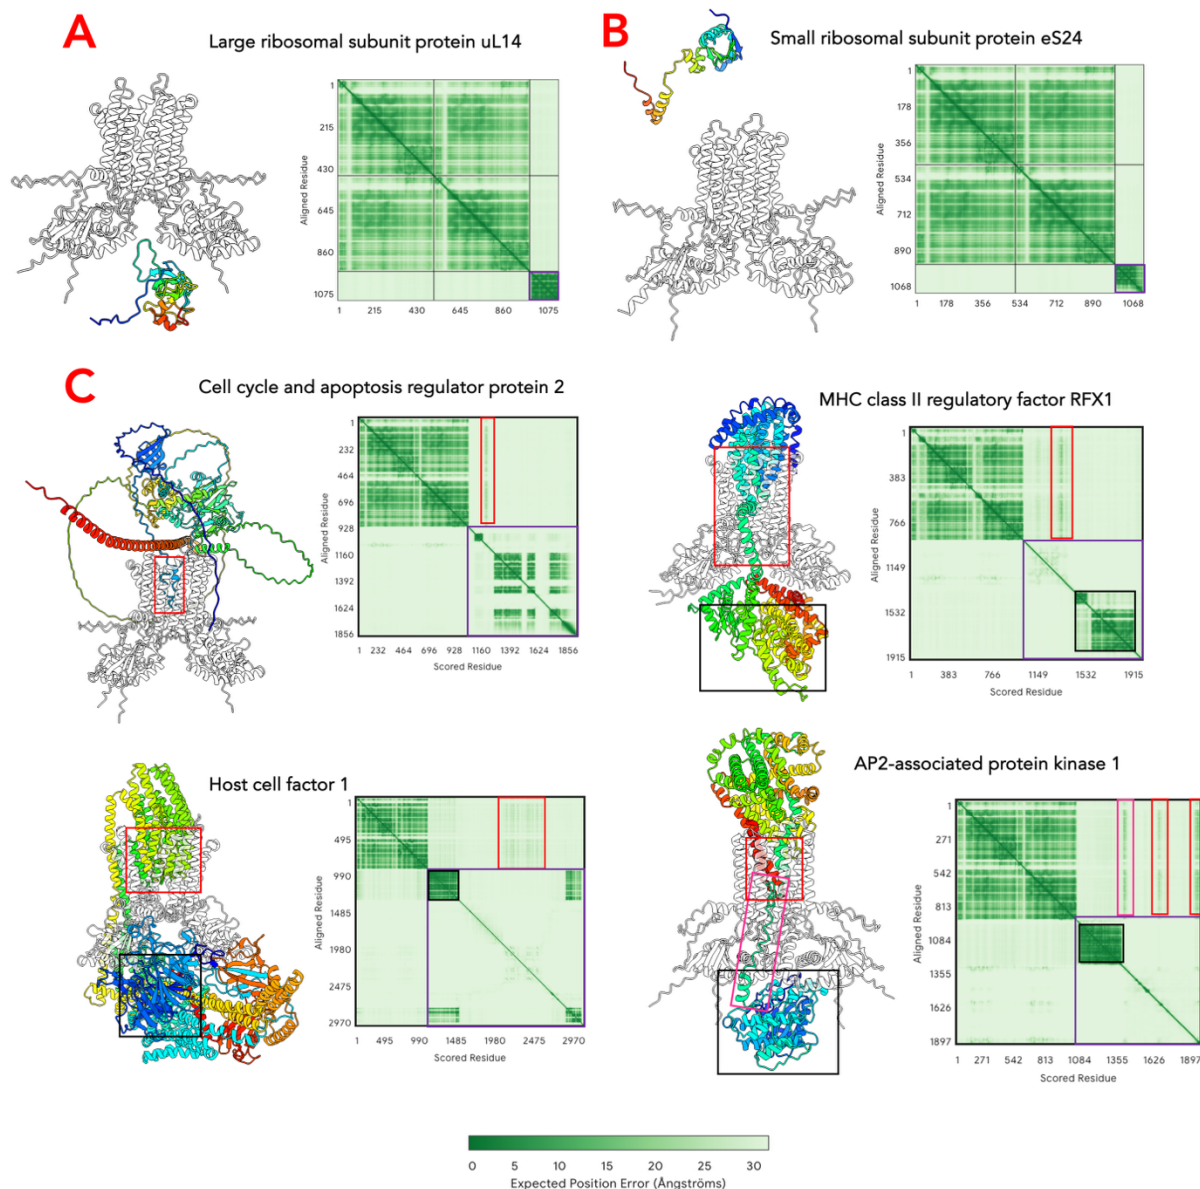 A
Large ribosomal subunit protein uL14
Aligned Residue
1
215
430
645
860
1075
1 215 430 645 860 1075
B
Small ribosomal subunit protein eS24
Aligned Residue
1
178
356
534
712
890
1068
1 178 356 534 712 890 1068
C
Cell cycle and apoptosis regulator protein 2
Aligned Residue
1
232
464
696
928
1160
1392
1624
1856
1 232 464 696 928 1160 1392 1624 1856
Scored Residue
MHC class II regulatory factor RFX1
Aligned Residue
1
383
766
1149
1532
1915
1 383 766 1149 1532 1915
Scored Residue
Host cell factor 1
Aligned Residue
1
495
990
1485
1980
2475
2970
1 495 990 1485 1980 2475 2970
Scored Residue
AP2-associated protein kinase 1
Aligned Residue
1
271
542
813
1084
1355
1626
1897
1 271 542 813 1084 1355 1626 1897
Scored Residue
0 5 10 15 20 25 30
Expected Position Error (Ångströms)